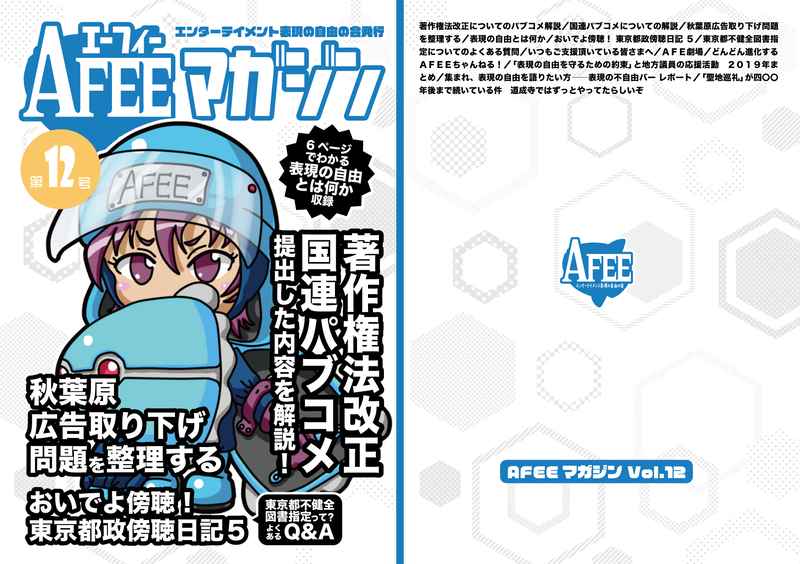 エンターテイメント表現の自由の会発行
エーフィー
AFEEマガジン
第12号
AFEE
6ページ
でわかる
表現の自由
とは何か
収録
著作権法改正
国連パブコメ
提出した内容を解説！
秋葉原
広告取り下げ
問題を整理する
おいでよ傍聴！
東京都政傍聴日記５
東京都不健全
図書指定って？
よくある
Q&A
著作権法改正についてのパブコメ解説／国連パブコメについての解説／秋葉原広告取り下げ問題
を整理する／表現の自由とは何か／おいでよ傍聴！ 東京都政傍聴日記 ５／東京都不健全図書指
定についてのよくある質問／いつもご支援頂いている皆さまへ／ＡＦＥ劇場／どんどん進化する
ＡＦＥＥちゃんねる！／「表現の自由を守るための約束」と地方議員の応援活動　２０１９年ま
とめ／集まれ、表現の自由を語りたい方──表現の不自由バー レポート／「聖地巡礼」が四〇〇
年後まで続いている件　道成寺ではずっとやってたらしいぞ
AFEE
エンターテイメント表現の自由の会
AFEE マガジン Vol.12